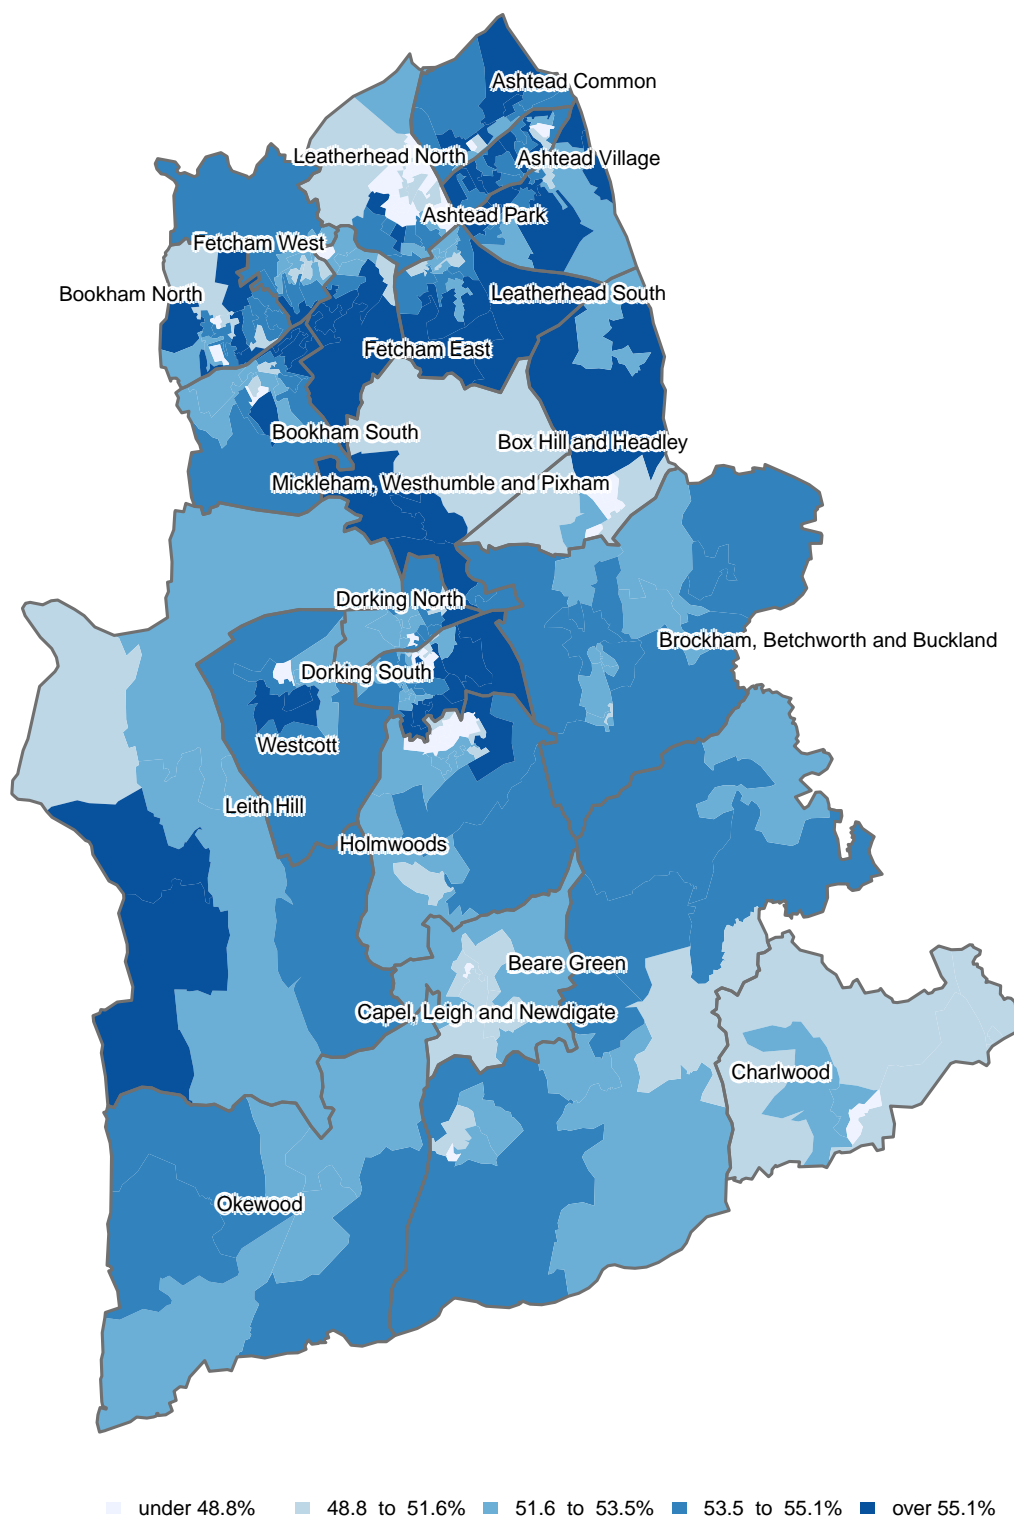 Ashtead Common
Leatherhead North
Ashtead Village
Ashtead Park
Fetcham West
Bookham North
Leatherhead South
Fetcham East
Bookham South
Box Hill and Headley
Mickleham, Westhumble and Pixham
Dorking North
Brockham, Betchworth and Buckland
Dorking South
Westcott
Leith Hill
Holmwoods
Beare Green
Capel, Leigh and Newdigate
Charlwood
Okewood
under 48.8% 48.8 to 51.6% 51.6 to 53.5% 53.5 to 55.1% over 55.1%